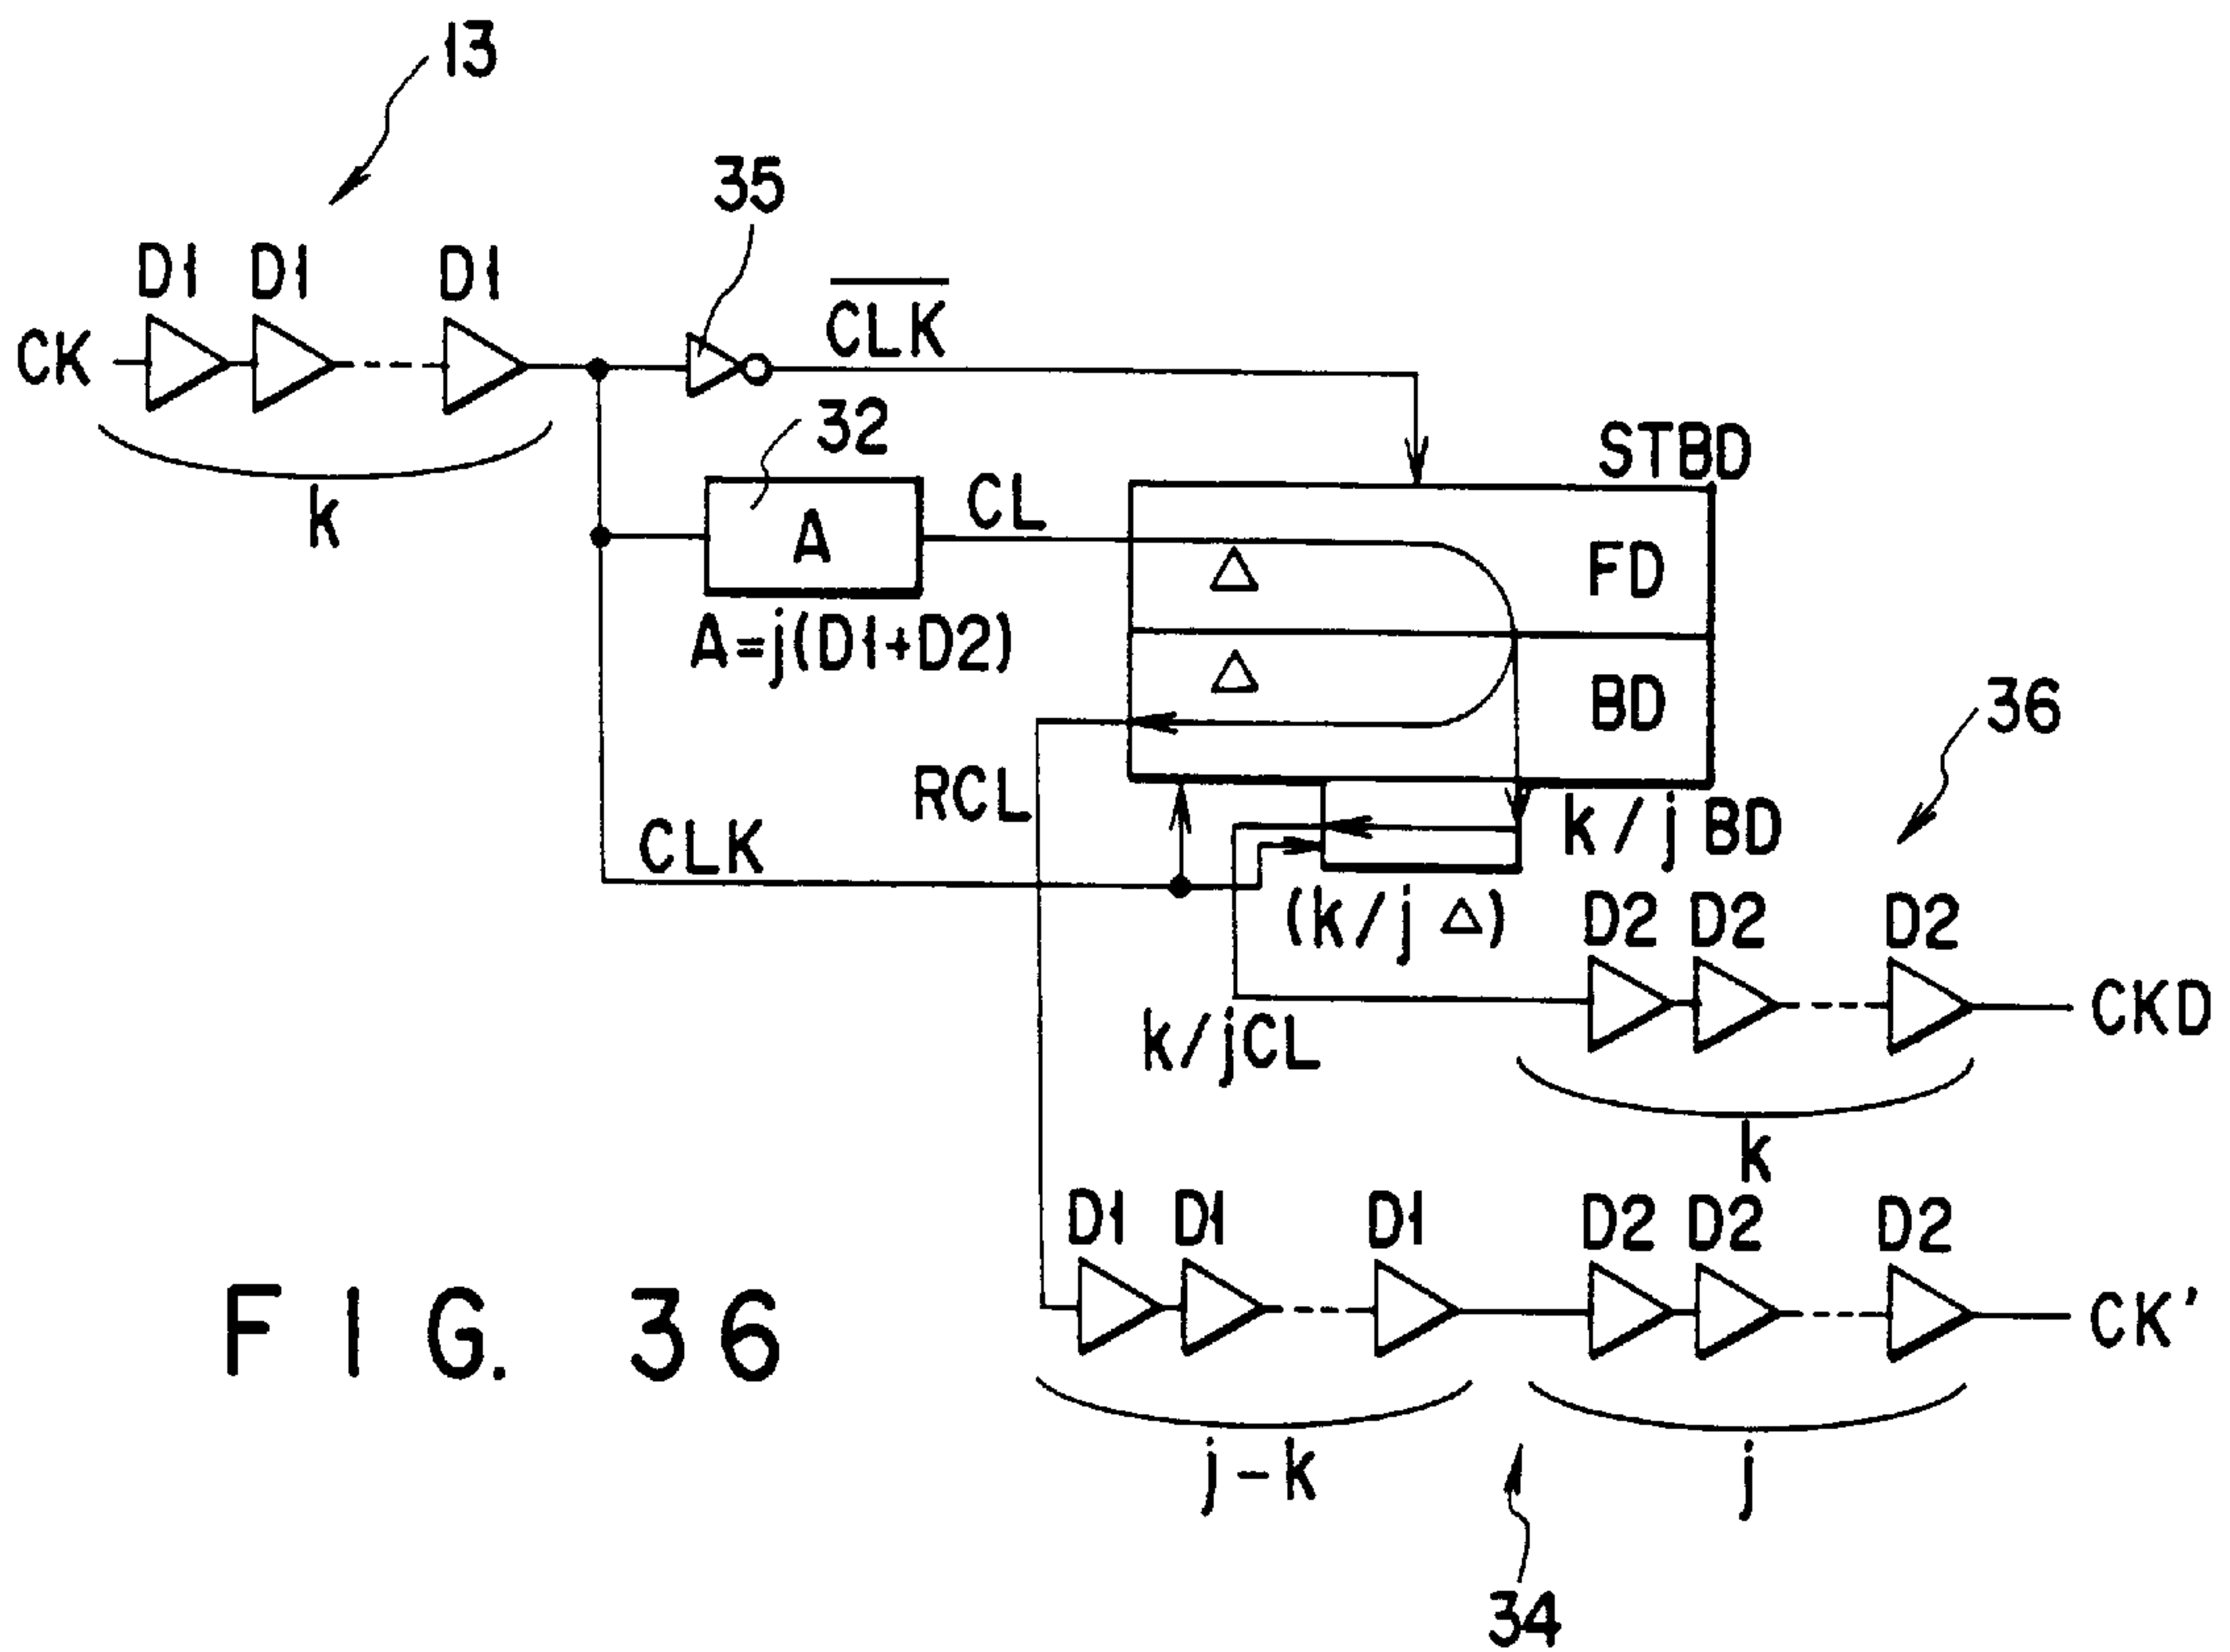 13
35
D1 D1 D1
CK
C̅L̅K̅
k
32
STBD
A
CL
Δ
FD
A=j(D1+D2)
Δ
BD
36
RCL
CLK
k/j BD
(k/j Δ)
D2 D2 D2
CKD
k/jCL
k
D1 D1 D1 D2 D2 D2
CK'
FIG. 36
j-k
j
34